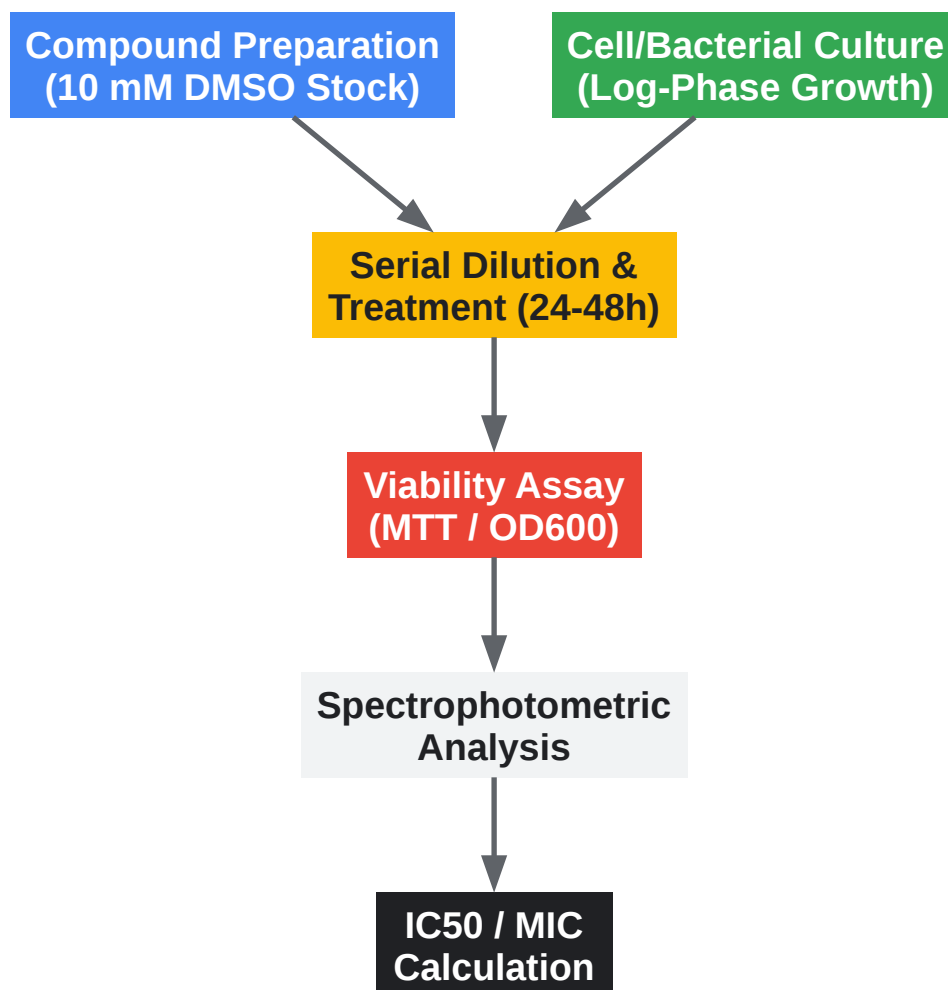 Compound Preparation
(10 mM DMSO Stock)
Cell/Bacterial Culture
(Log-Phase Growth)
Serial Dilution &
Treatment (24-48h)
Viability Assay
(MTT / OD600)
Spectrophotometric
Analysis
IC50 / MIC
Calculation